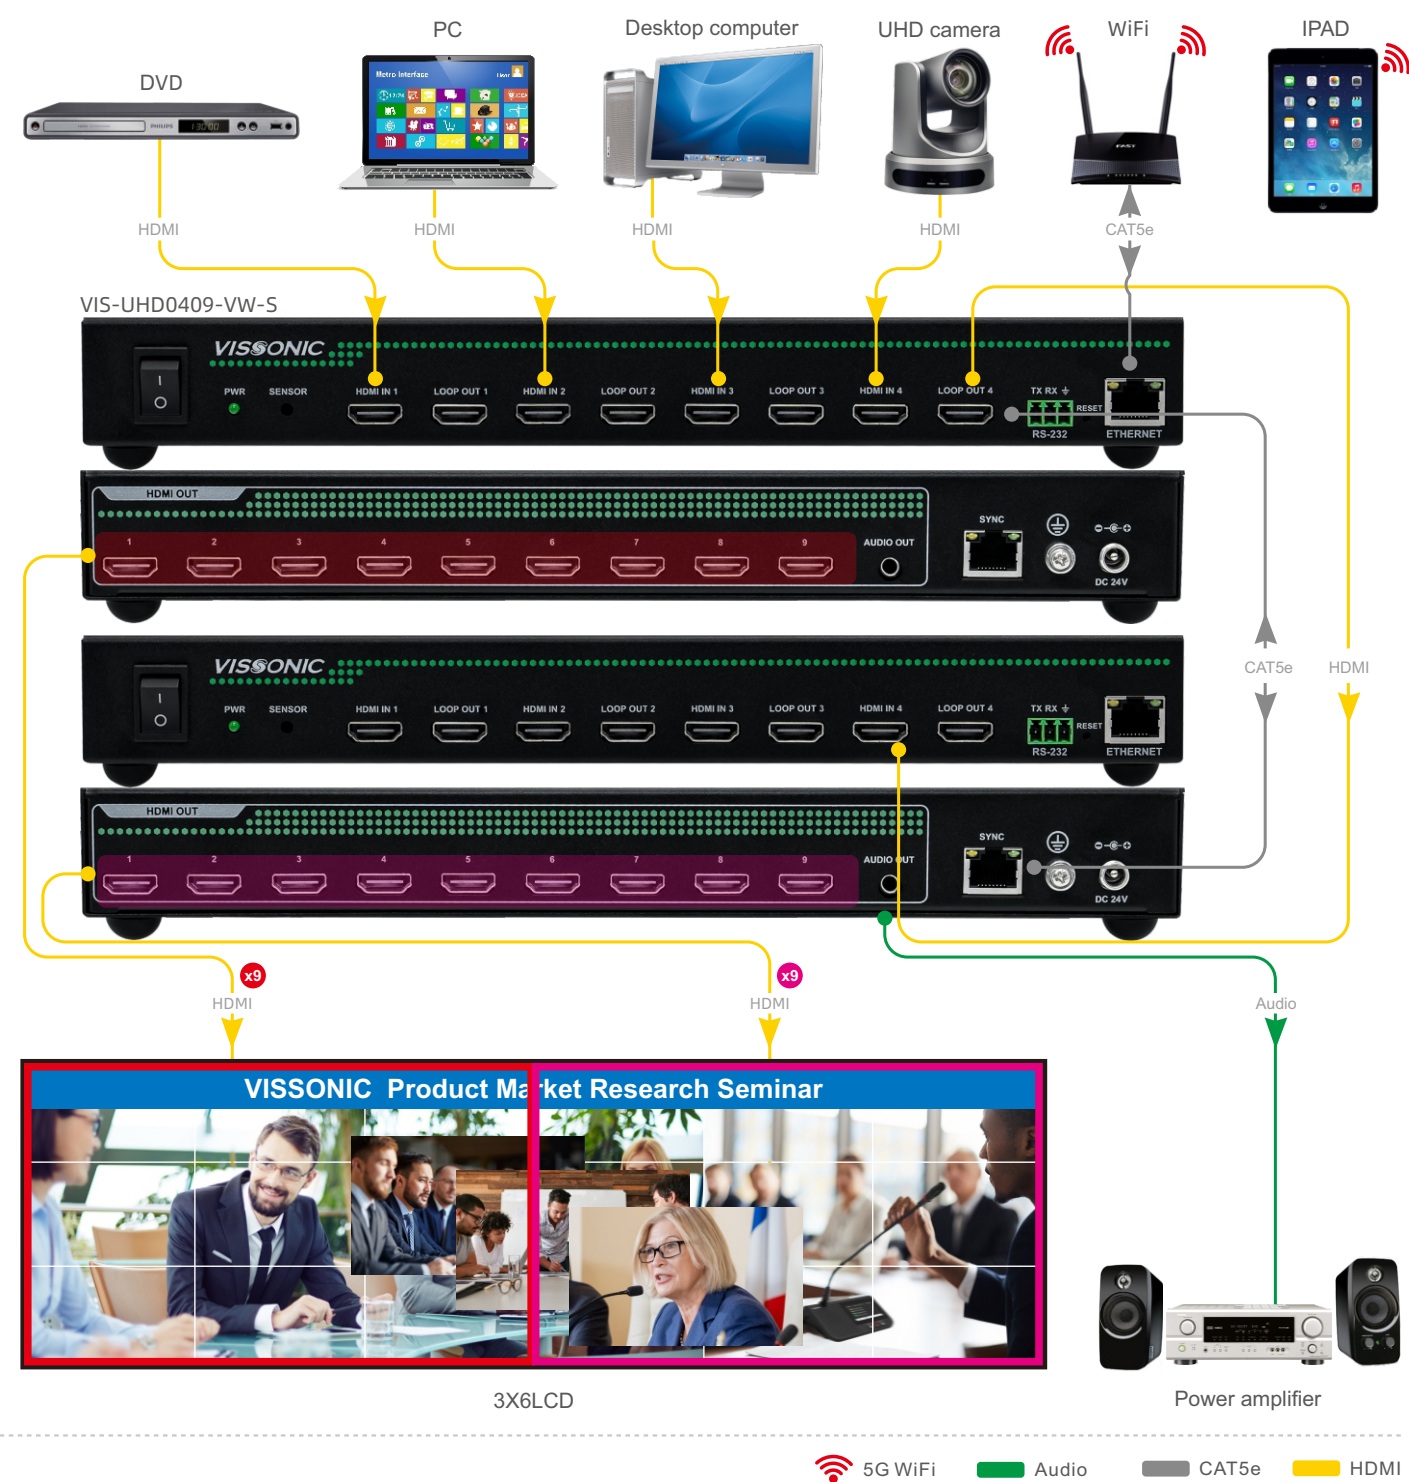 PC
Desktop computer
UHD camera
WiFi
IPAD
DVD
Metro Interface
User
PHILIPS
FAST
HDMI
HDMI
HDMI
HDMI
CAT5e
VIS-UHD0409-VW-S
VISSONIC
PWR
SENSOR
HDMI IN 1
LOOP OUT 1
HDMI IN 2
LOOP OUT 2
HDMI IN 3
LOOP OUT 3
HDMI IN 4
LOOP OUT 4
TX RX
RESET
RS-232
ETHERNET
HDMI OUT
1 2 3 4 5 6 7 8 9
AUDIO OUT
SYNC
DC 24V
VISSONIC
PWR
SENSOR
HDMI IN 1
LOOP OUT 1
HDMI IN 2
LOOP OUT 2
HDMI IN 3
LOOP OUT 3
HDMI IN 4
LOOP OUT 4
TX RX
RESET
RS-232
ETHERNET
CAT5e
HDMI
HDMI OUT
1 2 3 4 5 6 7 8 9
AUDIO OUT
SYNC
DC 24V
x9
HDMI
x9
HDMI
Audio
VISSONIC Product Market Research Seminar
3X6LCD
Power amplifier
5G WiFi
Audio
CAT5e
HDMI